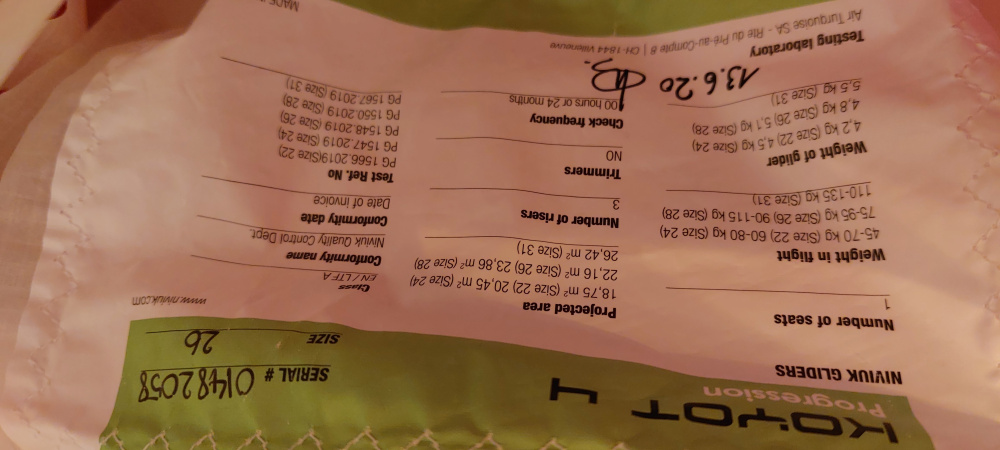 KOYOT 4
Progression
SERIAL # 01482058
SIZE 26
NIVIUK GLIDERS
www.niviuk.com
Number of seats
1
Weight in flight
45-70 kg (Size 22) 60-80 kg (Size 24)
75-95 kg (Size 26) 90-115 kg (Size 28)
110-135 kg (Size 31)
Weight of glider
4,2 kg (Size 22) 4,5 kg (Size 24)
4,8 kg (Size 26) 5,1 kg (Size 28)
5,5 kg (Size 31)
13.6.20
Testing laboratory
Air Turquoise SA - Rte du Pré-au-Comte 8 | CH-1844 Villeneuve
Projected area
18,75 m² (Size 22) 20,45 m² (Size 24)
22,16 m² (Size 26) 23,86 m² (Size 28)
26,42 m² (Size 31)
Number of risers
3
Trimmers
NO
Check frequency
100 hours or 24 months
Class
EN / LTF A
Conformity name
Niviuk Quality Control Dept.
Conformity date
Date of invoice
Test Ref. No
PG 1566.2019(Size 22)
PG 1547.2019 (Size 24)
PG 1548.2019 (Size 26)
PG 1550.2019 (Size 28)
PG 1567.2019 (Size 31)
MADE